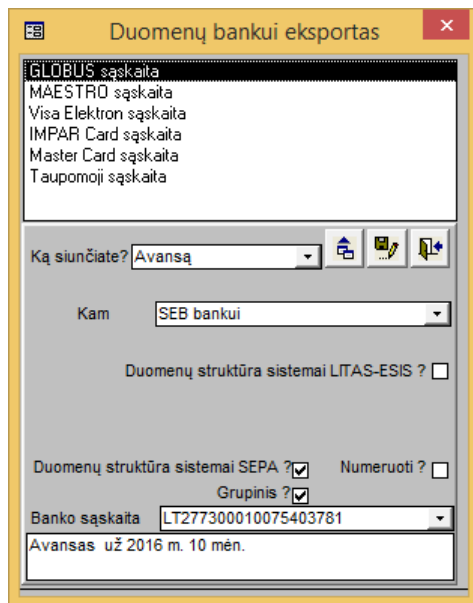 Duomenų bankui eksportas
GLOBUS sąskaita
MAESTRO sąskaita
Visa Elektron sąskaita
IMPAR Card sąskaita
Master Card sąskaita
Taupomoji sąskaita
Ką siunčiate? Avansą
Kam SEB bankui
Duomenų struktūra sistemai LITAS-ESIS ?
Duomenų struktūra sistemai SEPA ? Numeruoti ?
Grupinis ?
Banko sąskaita LT277300010075403781
Avansas už 2016 m. 10 mėn.